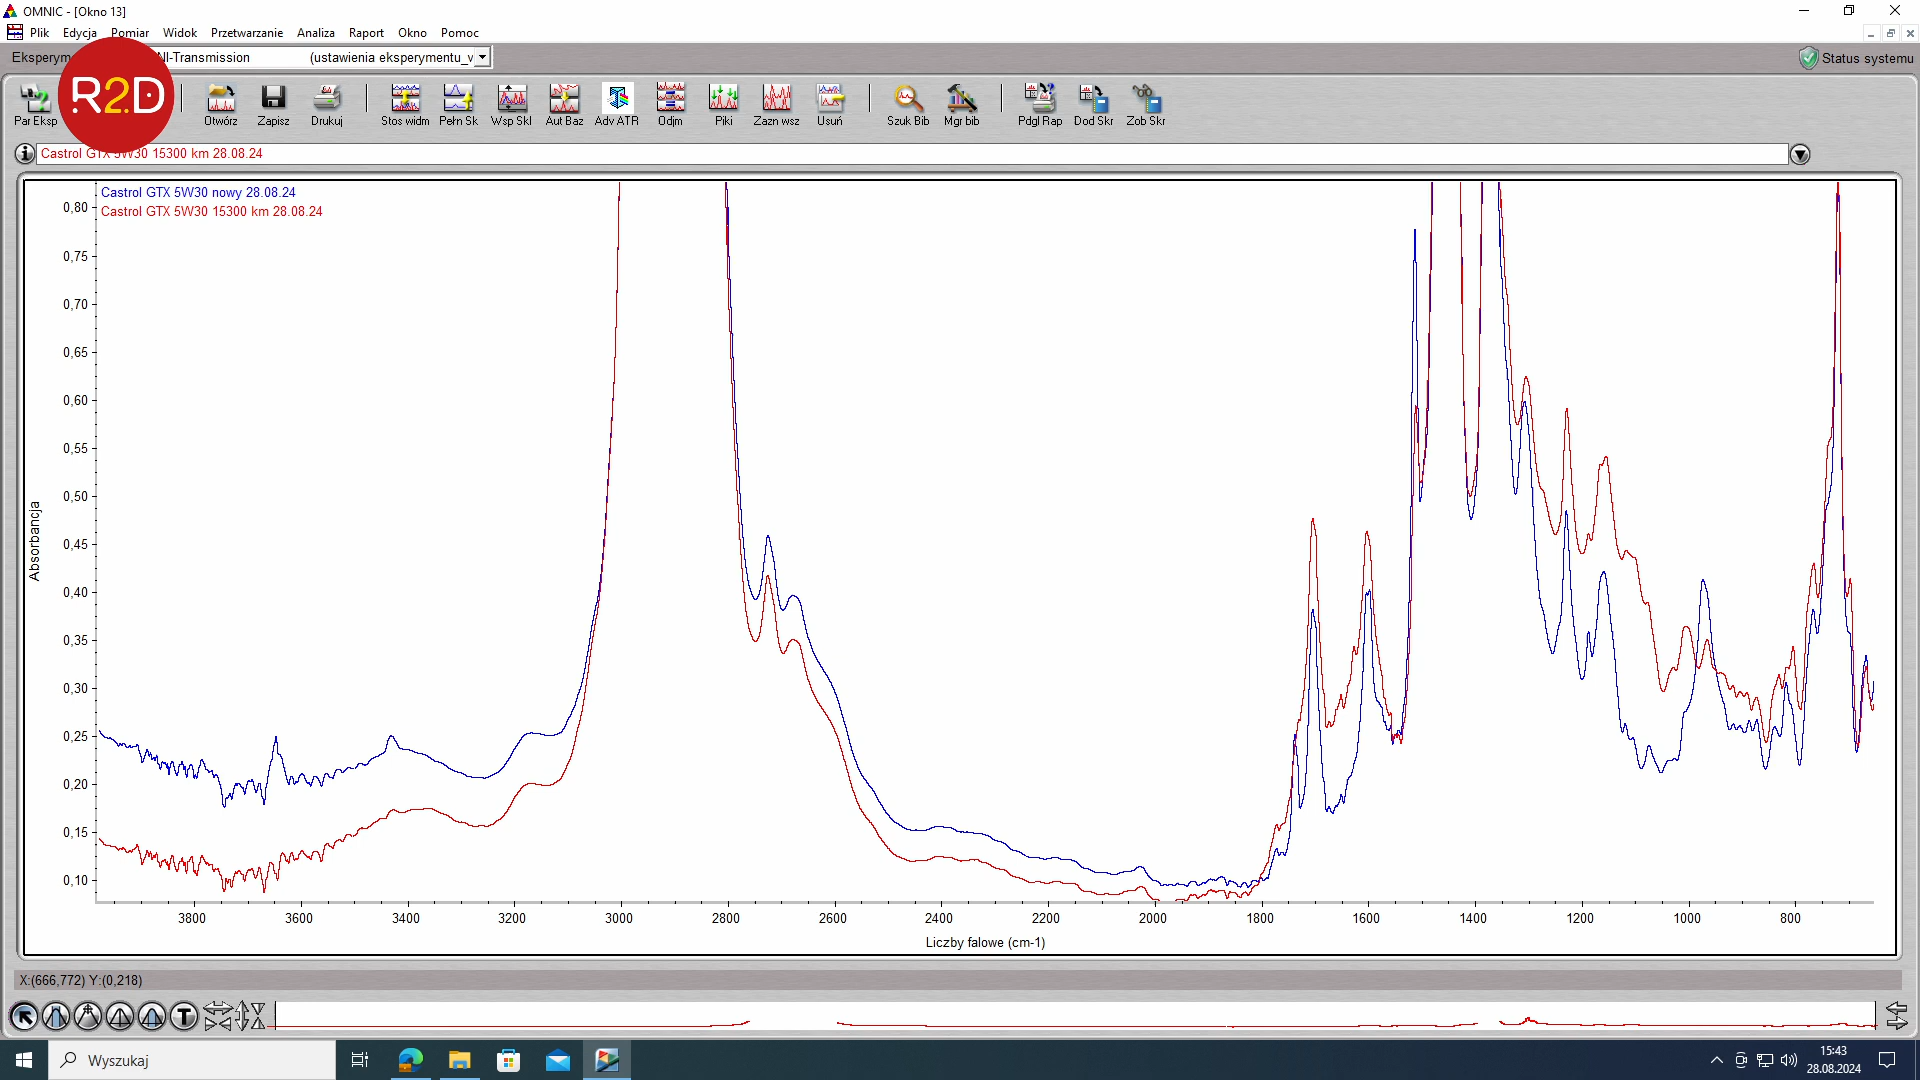 OMNIC - [Okno 13]
Plik Edycja Pomiar Widok Przetwarzanie Analiza Raport Okno Pomoc
Eksperym NI-Transmission (ustawienia eksperymentu_v Status systemu
R2D
Par Eksp Otwórz Zapisz Drukuj Stos widm Pełn Sk Wsp Skl Aut Baz Adv ATR Odjm Piki Zazn wsz Usuń Szuk Bib Mgr bib Pdgl Rap Dod Skr Zob Skr
Castrol GTX 5W30 15300 km 28.08.24
Castrol GTX 5W30 nowy 28.08.24
Castrol GTX 5W30 15300 km 28.08.24
0,80
0,75
0,70
0,65
0,60
0,55
0,50
0,45
0,40
0,35
0,30
0,25
0,20
0,15
0,10
Absorbancja
3800 3600 3400 3200 3000 2800 2600 2400 2200 2000 1800 1600 1400 1200 1000 800
Liczby falowe (cm-1)
X:(666,772) Y:(0,218)
T
Wyszukaj
15:43
28.08.2024